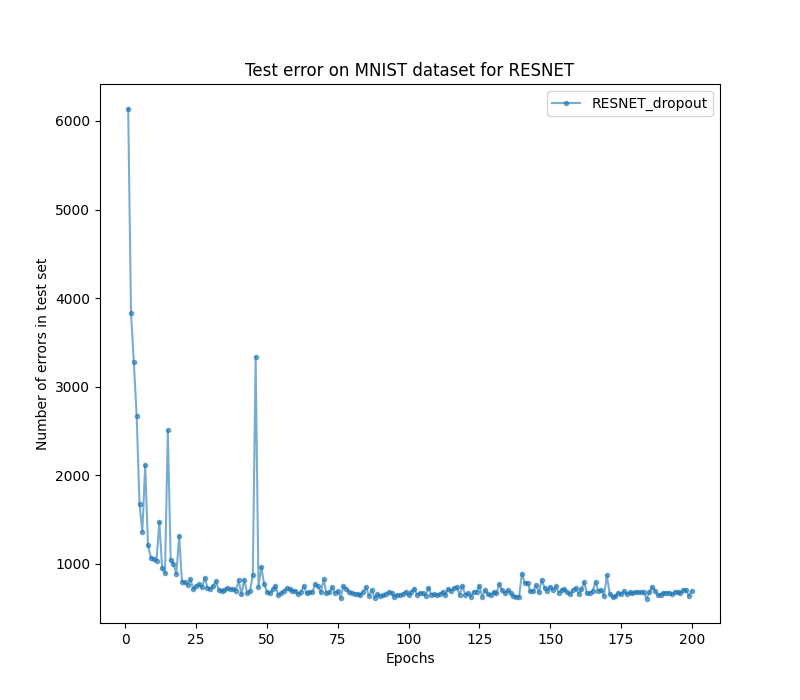 Test error on MNIST dataset for RESNET
RESNET_dropout
6000
5000
4000
3000
2000
1000
Number of errors in test set
0 25 50 75 100 125 150 175 200
Epochs